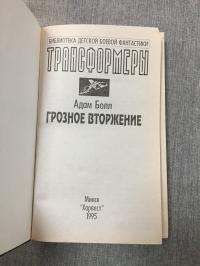 БИБЛИОТЕКА ДЕТСКОЙ БОЕВОЙ ФАНТАСТИКИ
ТРАНСФОРМЕРЫ
Адам Болл
ГРОЗНОЕ ВТОРЖЕНИЕ
Минск
"Харвест"
1995